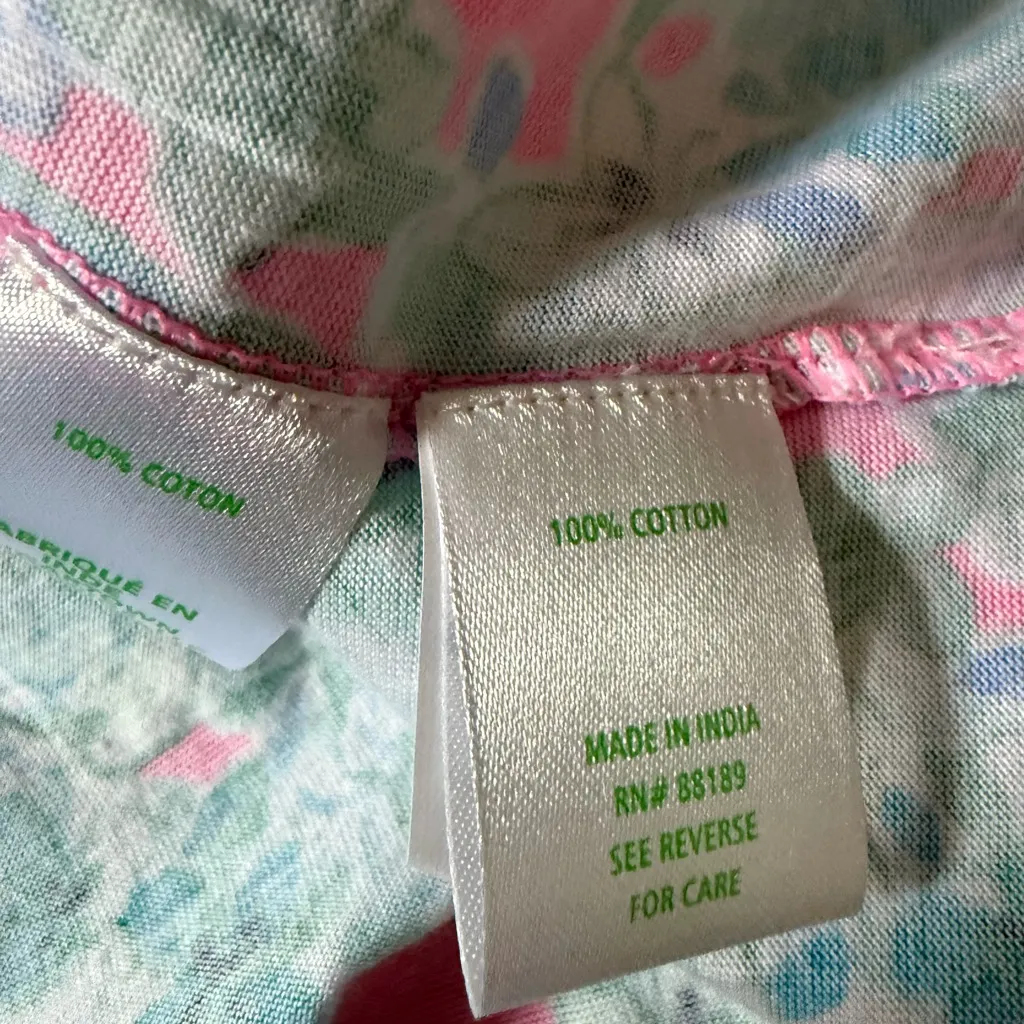 100% COTON
ABRIQUÉ EN
100% COTTON
MADE IN INDIA
RN# 88189
SEE REVERSE
FOR CARE